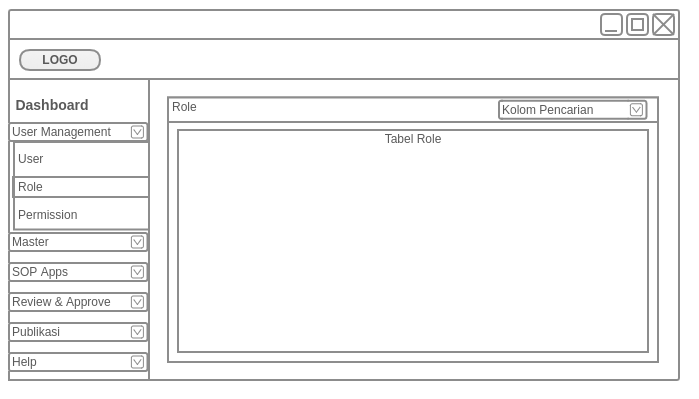 LOGO
Dashboard
User Management
User
Role
Permission
Master
SOP Apps
Review & Approve
Publikasi
Help
Role
Kolom Pencarian
Tabel Role